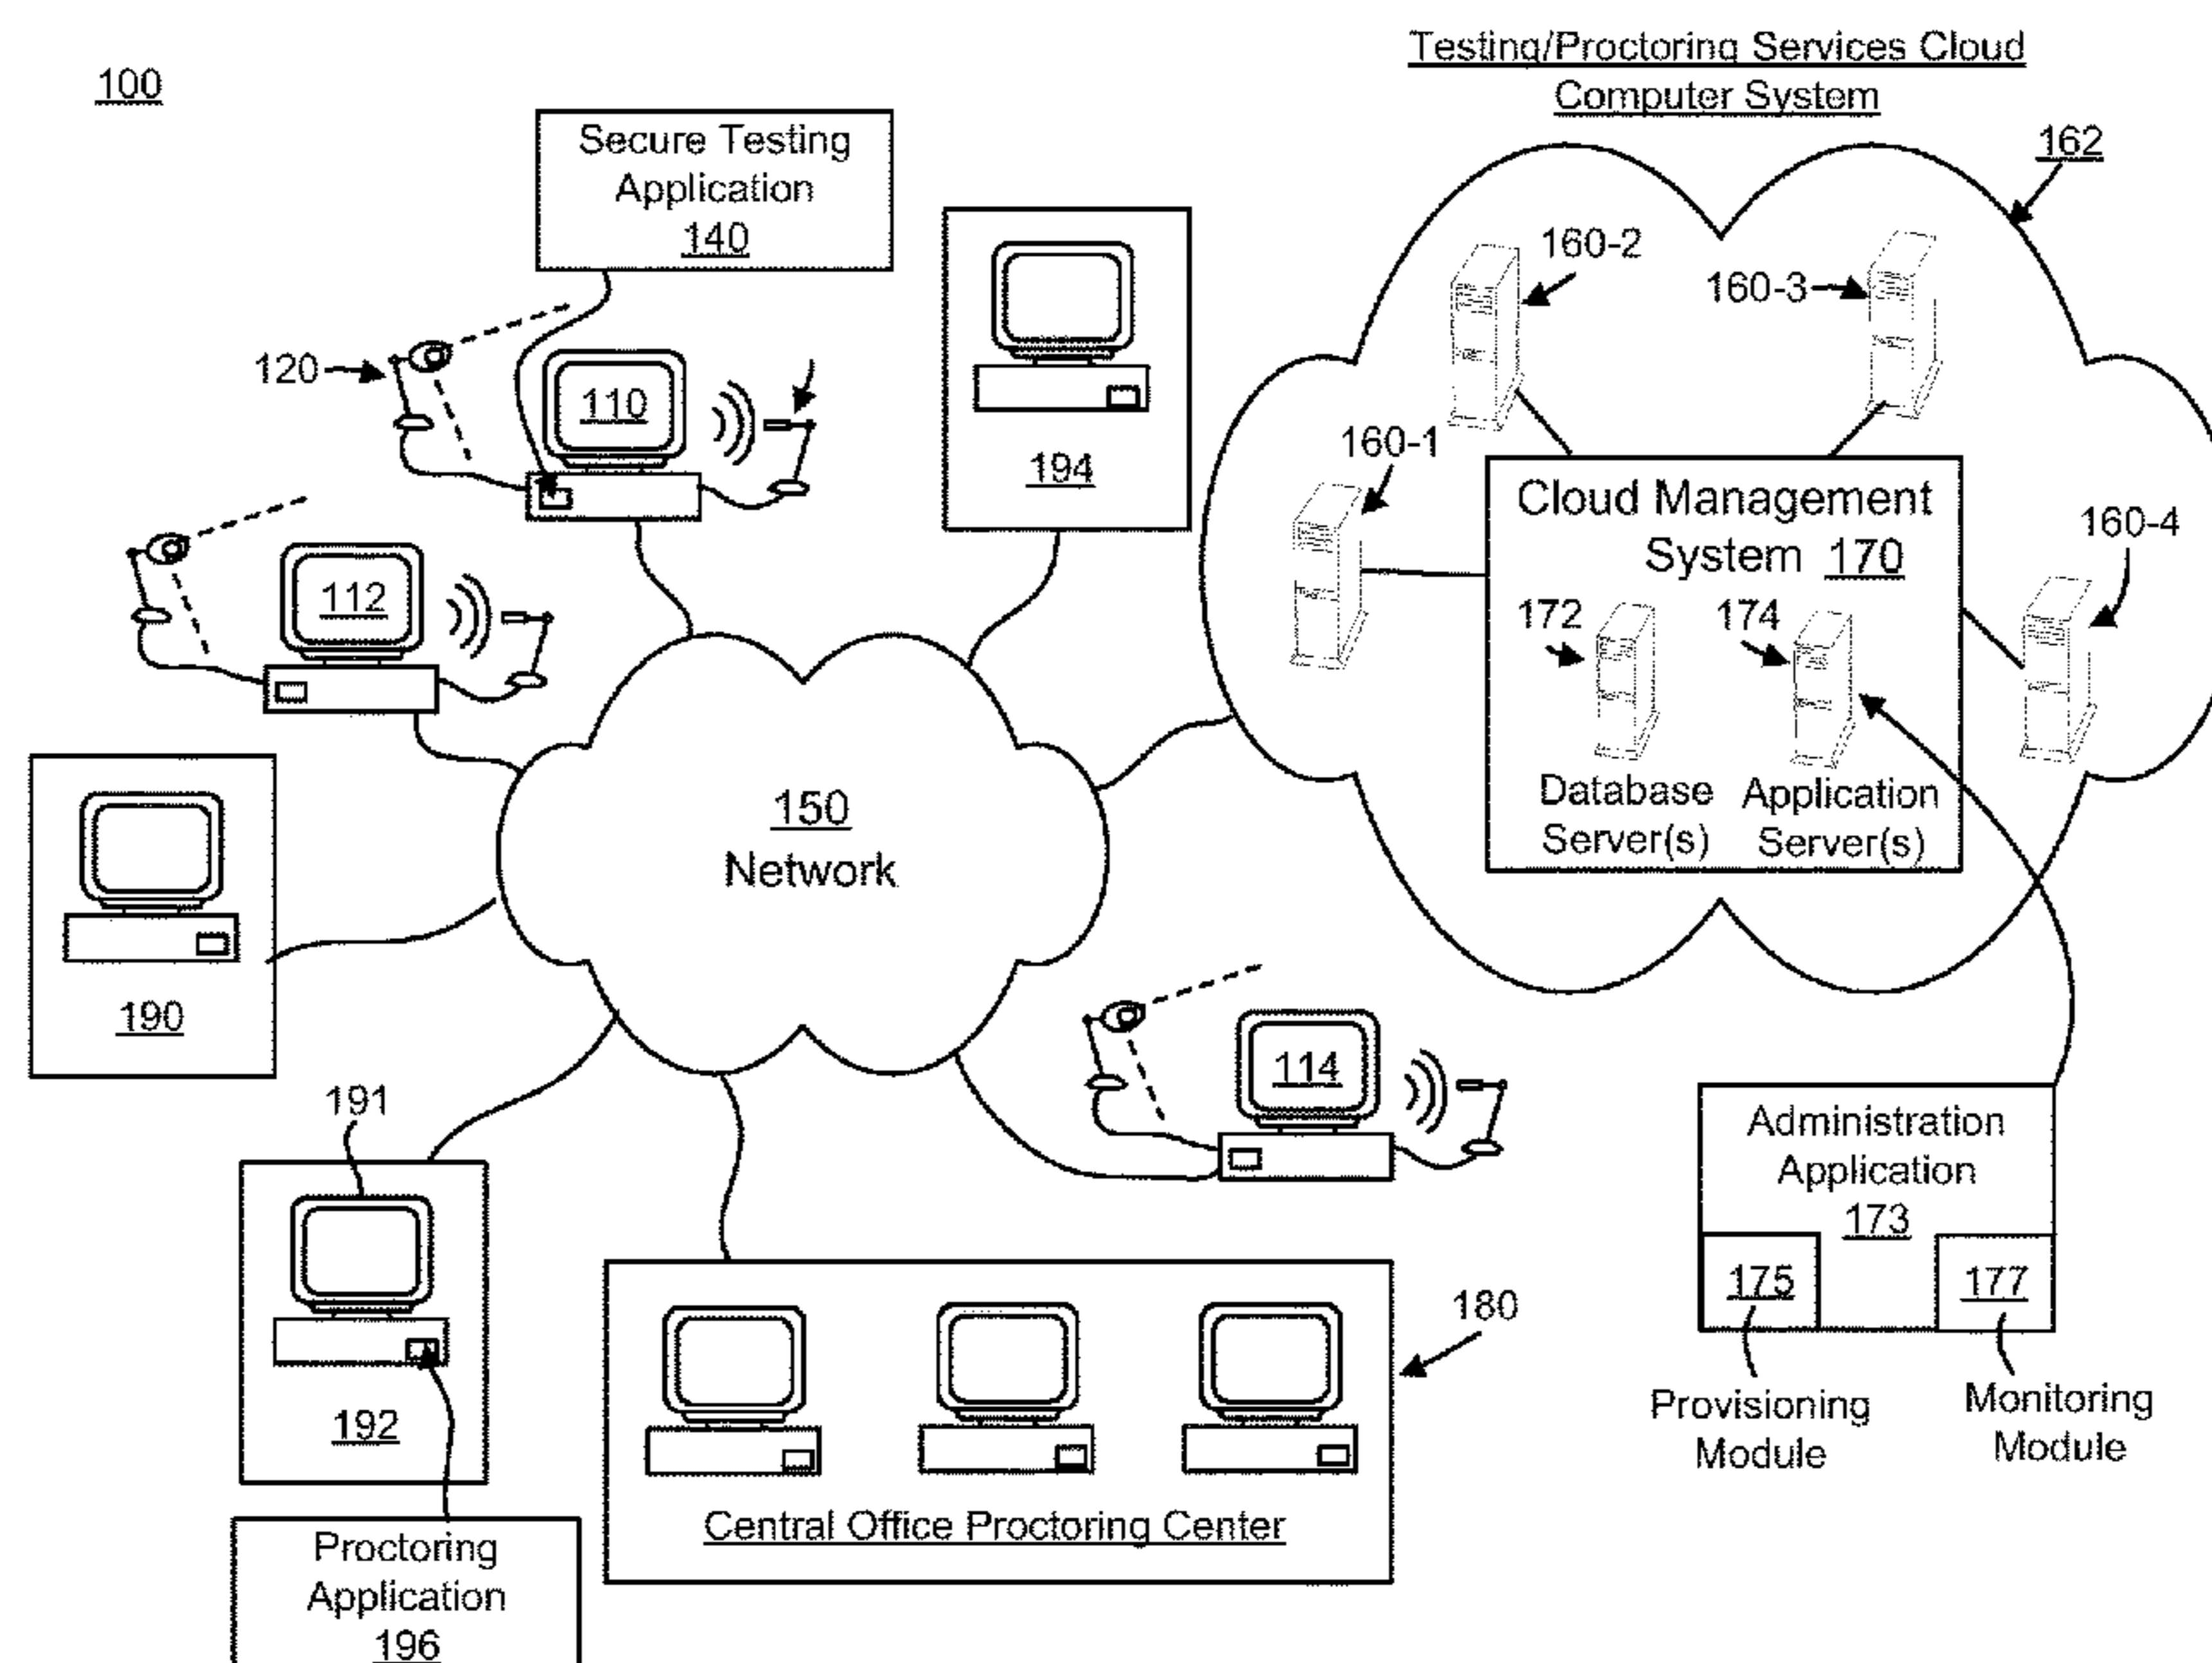 100
Testing/Proctoring Services Cloud
Computer System
162
Secure Testing
Application
140
120
110
194
160-2
160-3
160-1
160-4
Cloud Management
System 170
172
174
Database
Server(s)
Application
Server(s)
112
150
Network
190
114
191
192
Proctoring
Application
196
180
Central Office Proctoring Center
Administration
Application
173
175
177
Provisioning
Module
Monitoring
Module